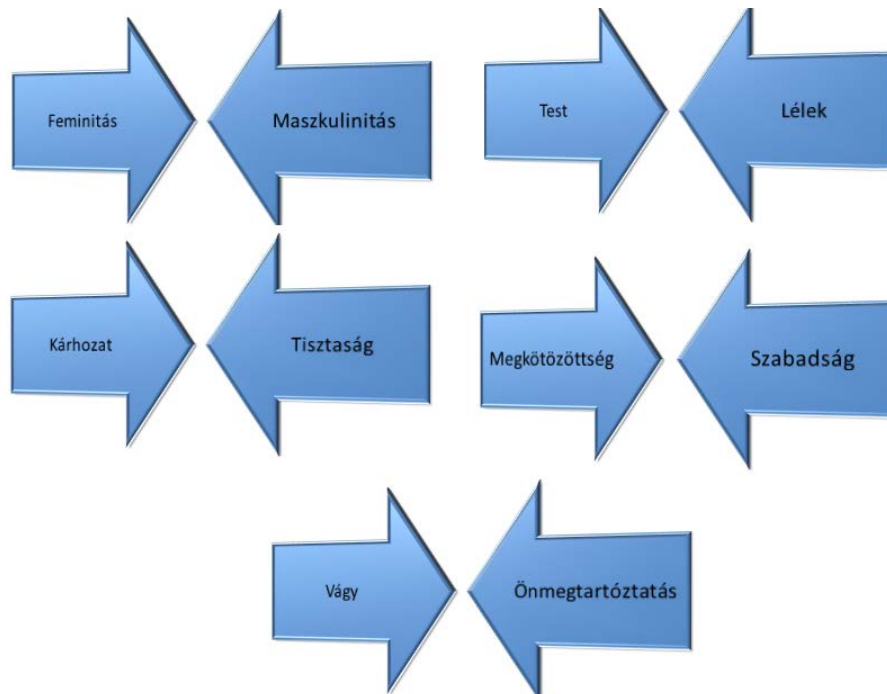 Feminitás
Maszkulinitás
Test
Lélek
Kárhozat
Tisztaság
Megkötözöttség
Szabadság
Vágy
Önmegtartóztatás